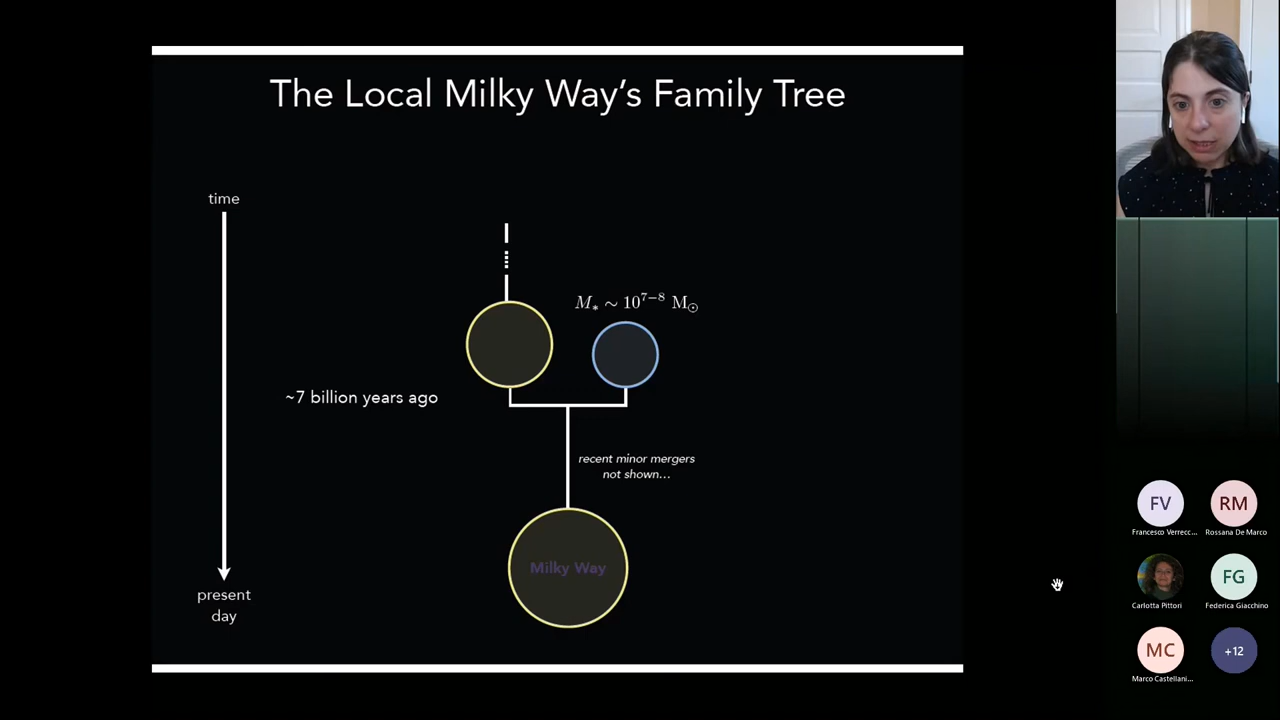 The Local Milky Way's Family Tree
time
M* ~ 10^7–8 M☉
~7 billion years ago
recent minor mergers
not shown...
Milky Way
present
day
FV
Francesco Verrecc...
RM
Rossana De Marco
Carlotta Pittori
FG
Federica Giacchino
MC
Marco Castellani...
+12